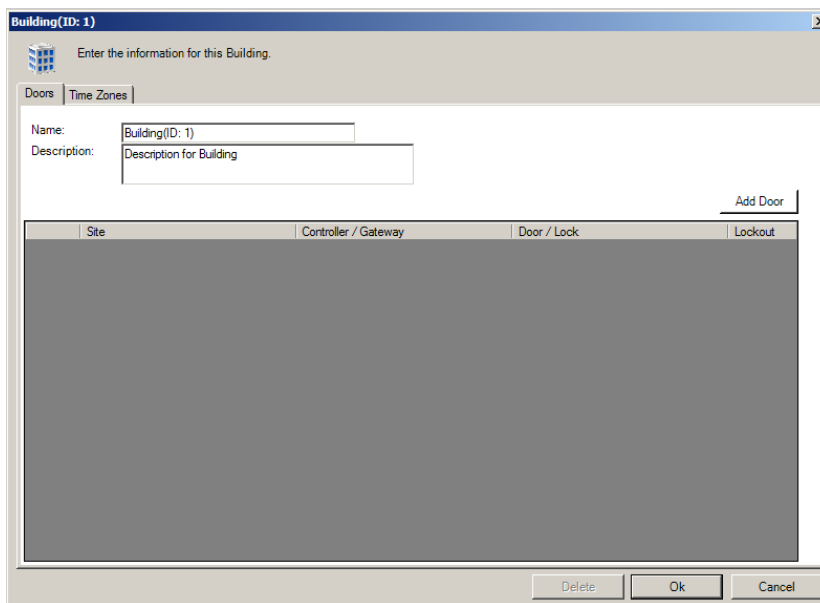 Building(ID: 1)
Enter the information for this Building.
Doors Time Zones
Name: Building(ID: 1)
Description: Description for Building
Add Door
Site Controller / Gateway Door / Lock Lockout
Delete Ok Cancel